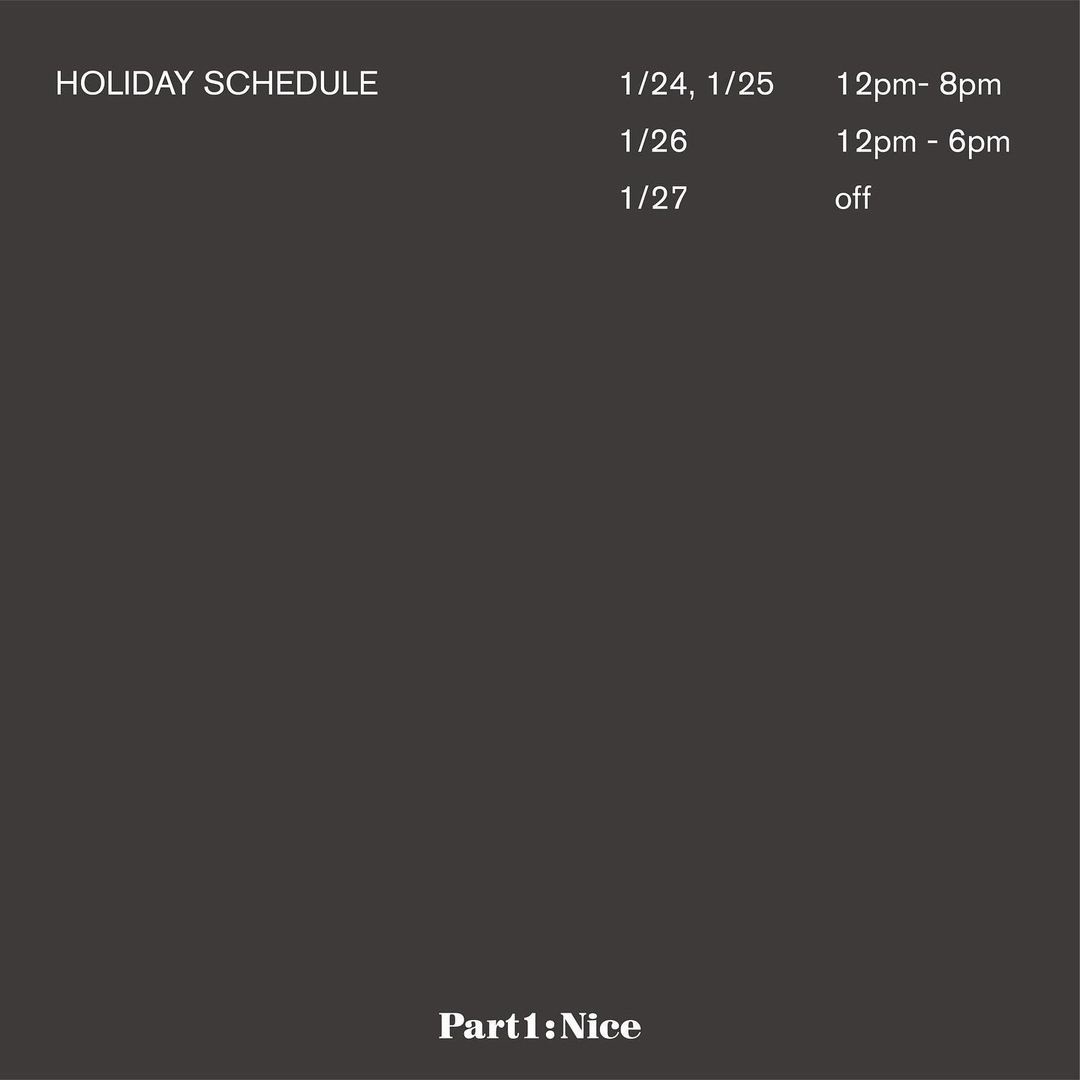 HOLIDAY SCHEDULE
1/24, 1/25 12pm- 8pm
1/26 12pm - 6pm
1/27 off
Part1:Nice